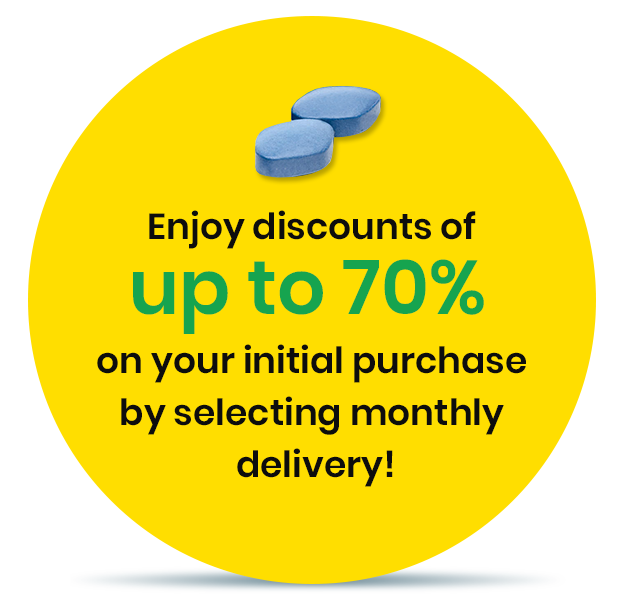 Enjoy discounts of
up to 70%
on your initial purchase
by selecting monthly
delivery!